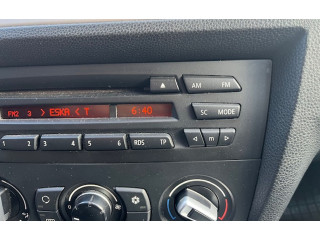 AM FM
FM2 3 > ESKA < T 6:40
SC MODE
1 2 3 4 5 6 RDS TP m